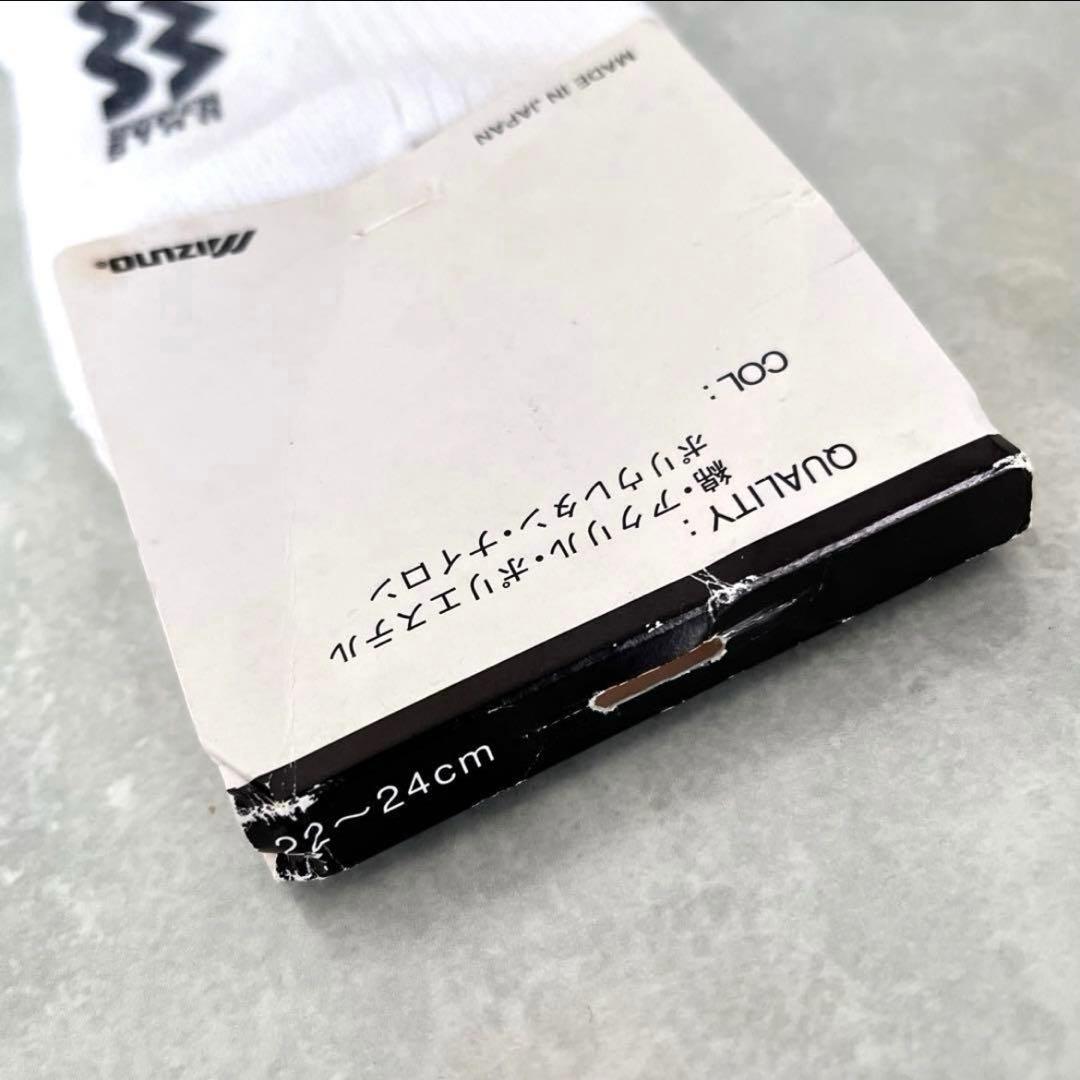 QUALITY : 綿・アクリル・ポリエステル
ポリウレタン・ナイロン
COL :
Mizuno®
MADE IN JAPAN
22〜24cm